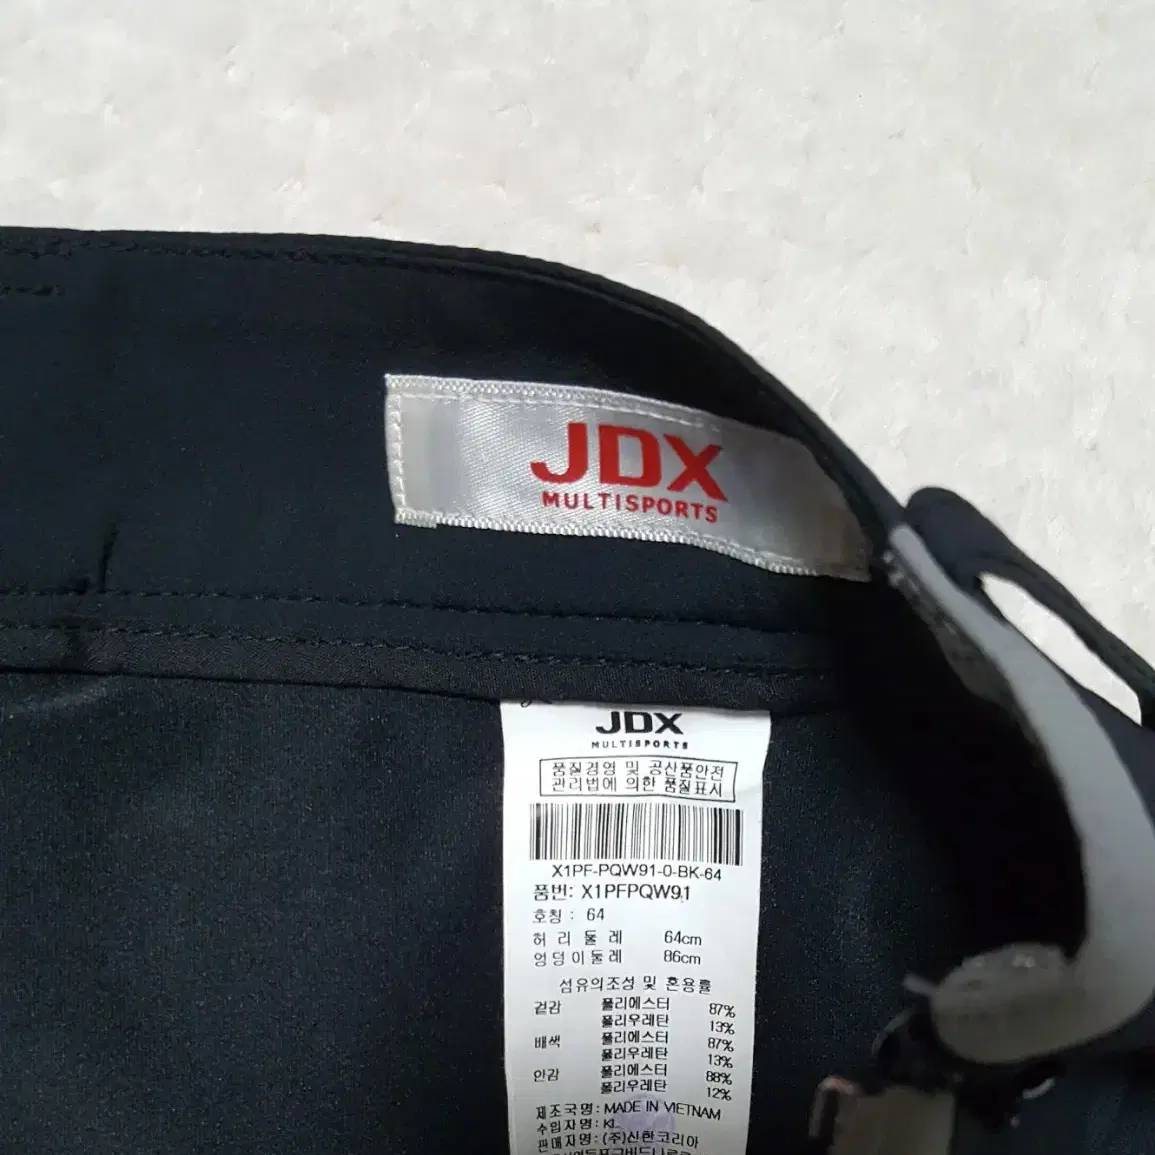 JDX
MULTISPORTS
JDX
MULTISPORTS
품질경영 및 공산품안전
관리법에 의한 품질표시
X1PF-PQW91-0-BK-64
품번: X1PFPQW91
호칭 : 64
허 리 둘 레 64cm
엉덩이둘레 86cm
섬유의조성 및 혼용률
겉감 폴리에스터 87%
폴리우레탄 13%
배색 폴리에스터 87%
폴리우레탄 13%
안감 폴리에스터 88%
폴리우레탄 12%
제조국명: MADE IN VIETNAM
수입자명: KL
판매자명: (주)신한코리아